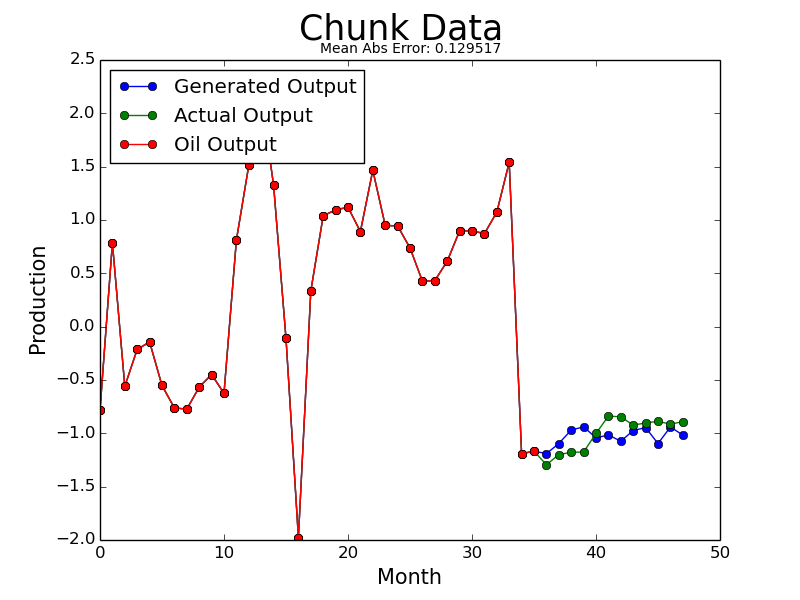 Chunk Data
Mean Abs Error: 0.129517
Generated Output
Actual Output
Oil Output
Production
2.5
2.0
1.5
1.0
0.5
0.0
−0.5
−1.0
−1.5
−2.0
0 10 20 30 40 50
Month